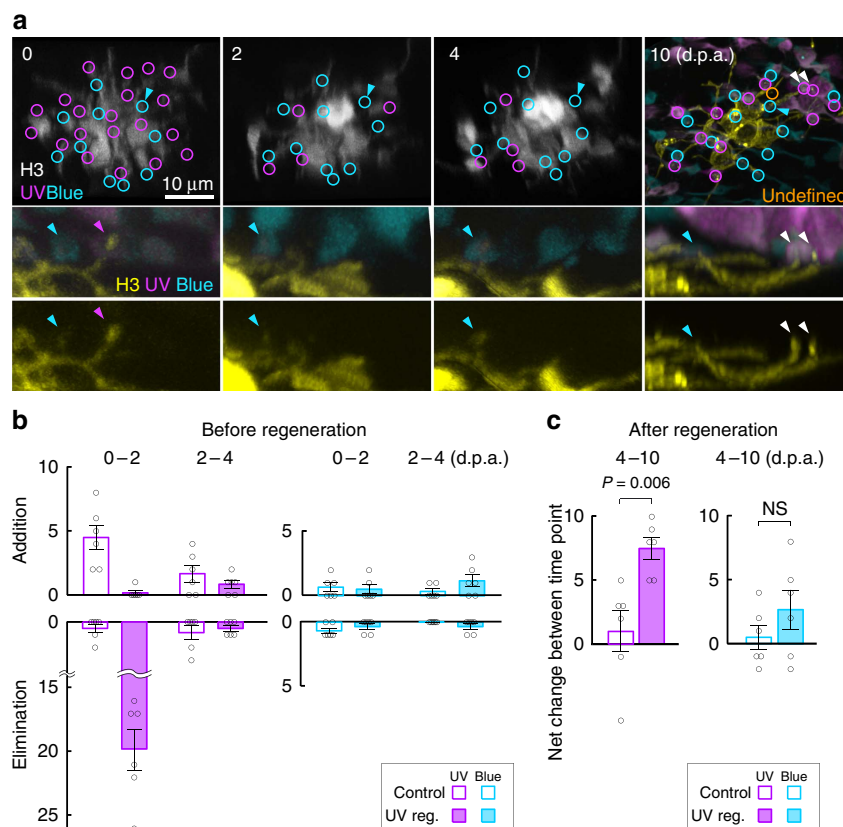 a
0
2
4
10 (d.p.a.)
H3
UV Blue
10 μm
Undefined
H3 UV Blue
b
Before regeneration
0–2
2–4
0–2
2–4 (d.p.a.)
10
5
0
Addition
5
0
0
15
20
25
Elimination
0
5
UV Blue
Control
UV reg.
c
After regeneration
4–10
4–10 (d.p.a.)
P = 0.006
NS
10
5
0
Net change between time point
10
5
0
UV Blue
Control
UV reg.